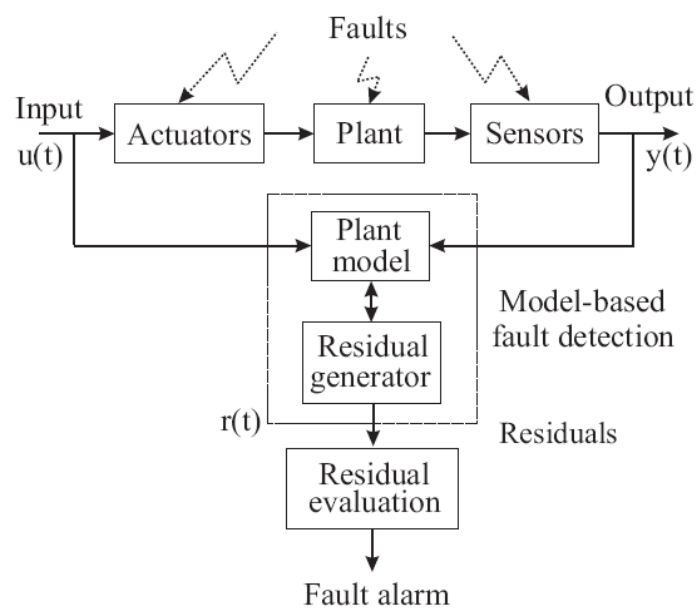 Faults
Input
Output
Actuators
Plant
Sensors
u(t)
y(t)
Plant
model
Model-based
fault detection
Residual
generator
r(t)
Residuals
Residual
evaluation
Fault alarm